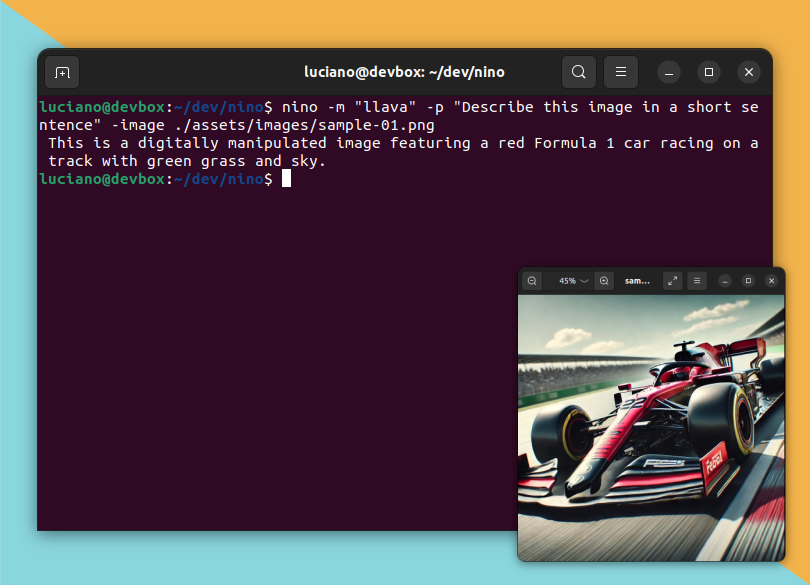 luciano@devbox: ~/dev/nino
luciano@devbox:~/dev/nino$ nino -m "llava" -p "Describe this image in a short se
ntence" -image ./assets/images/sample-01.png
This is a digitally manipulated image featuring a red Formula 1 car racing on a
track with green grass and sky.
luciano@devbox:~/dev/nino$
45%
sam...